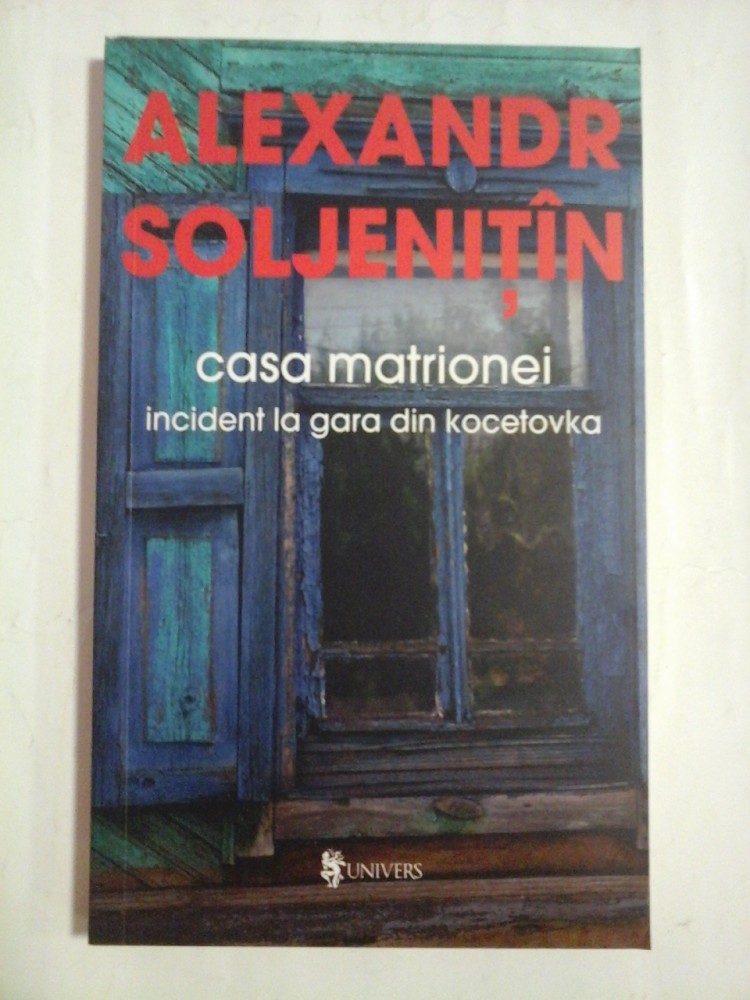 ALEXANDR
SOLJENIȚÎN
casa matrionei
incident la gara din kocetovka
UNIVERS